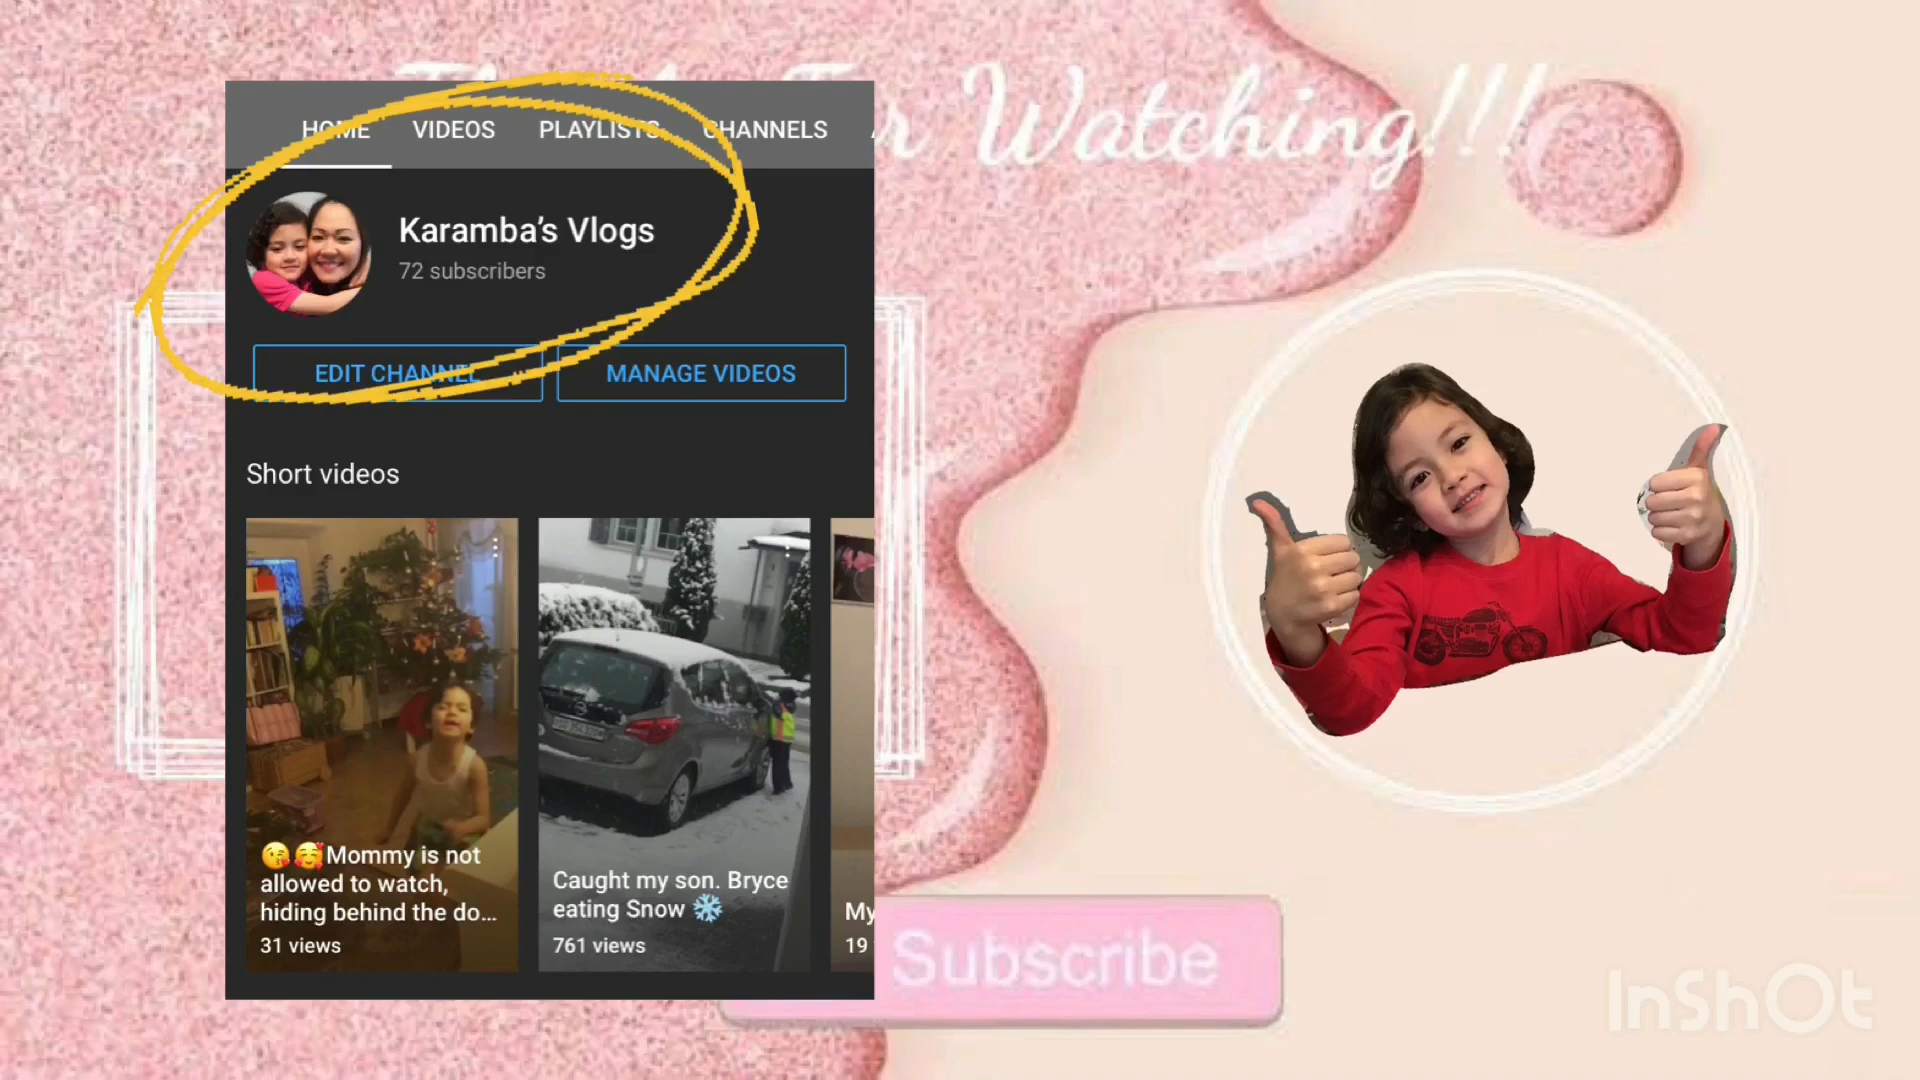 r Watching!!!
HOME VIDEOS PLAYLISTS CHANNELS
Karamba's Vlogs
72 subscribers
EDIT CHANNEL MANAGE VIDEOS
Short videos
😘🥰Mommy is not
allowed to watch,
hiding behind the do...
31 views
Caught my son. Bryce
eating Snow ❄️
761 views
My
19
Subscribe
InShOt